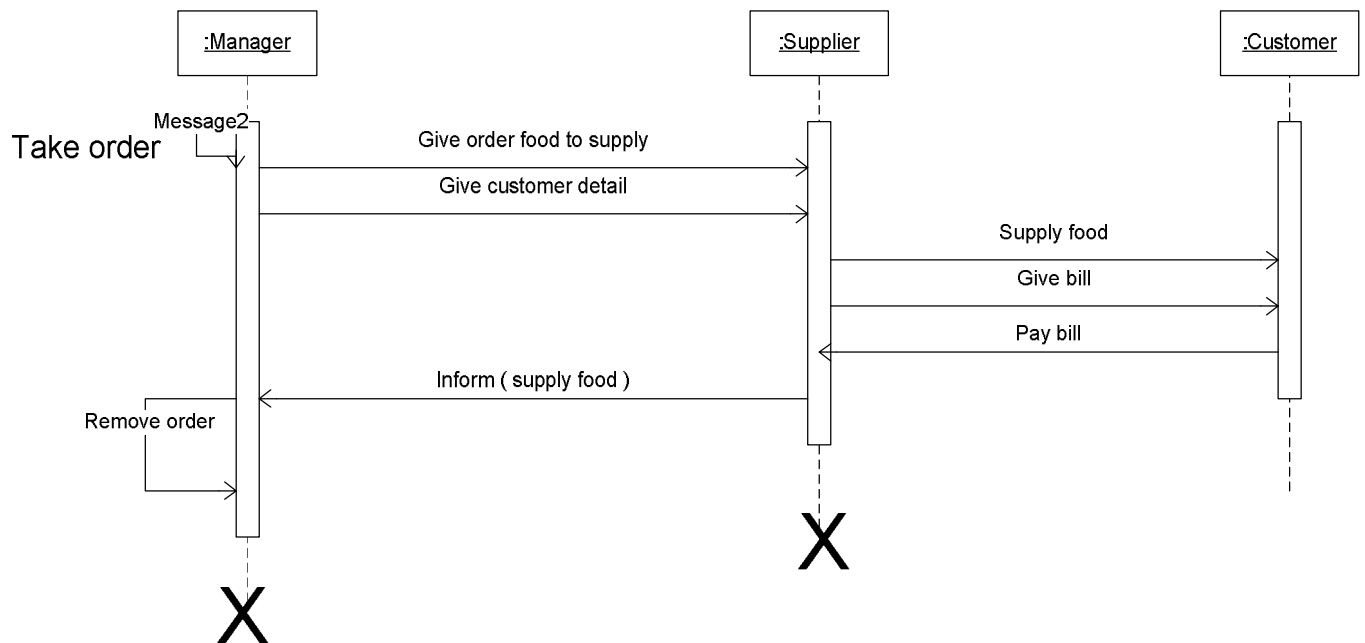 :Manager
:Supplier
:Customer
Message2
Take order
Give order food to supply
Give customer detail
Supply food
Give bill
Pay bill
Inform ( supply food )
Remove order
X
X